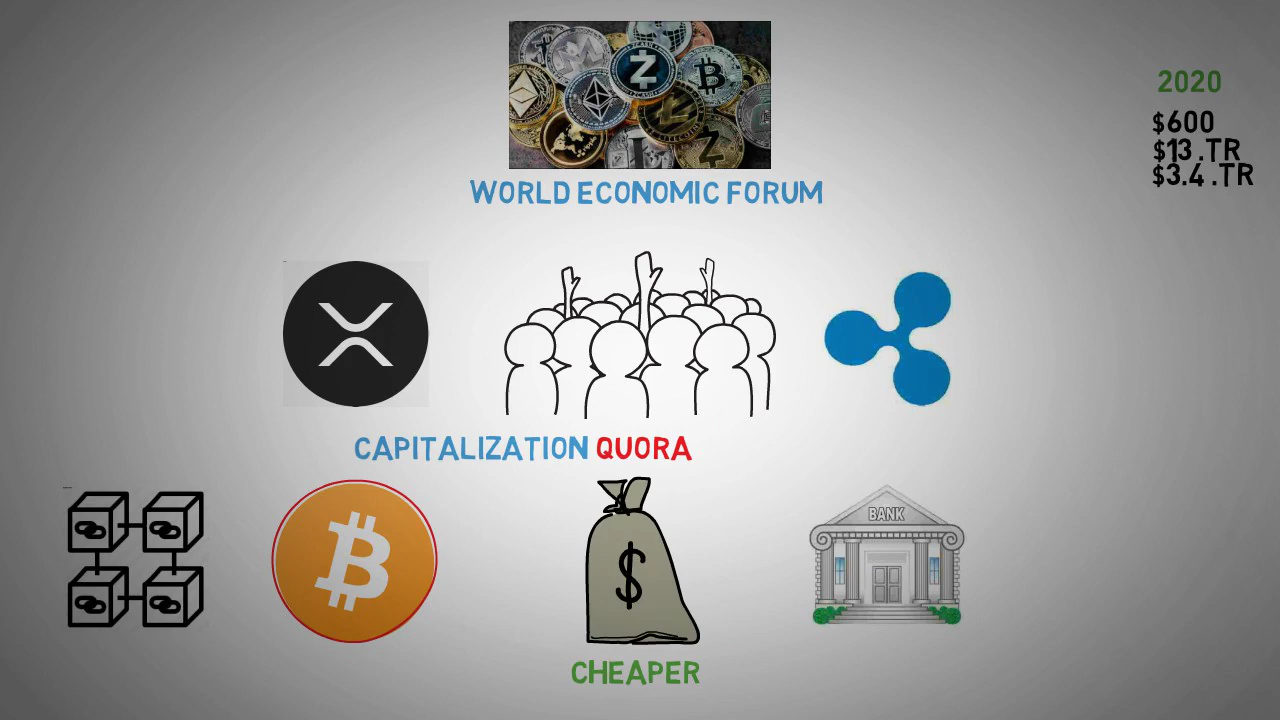 2020
$600
$13.TR
$3.4.TR
WORLD ECONOMIC FORUM
CAPITALIZATION QUORA
BANK
$
CHEAPER